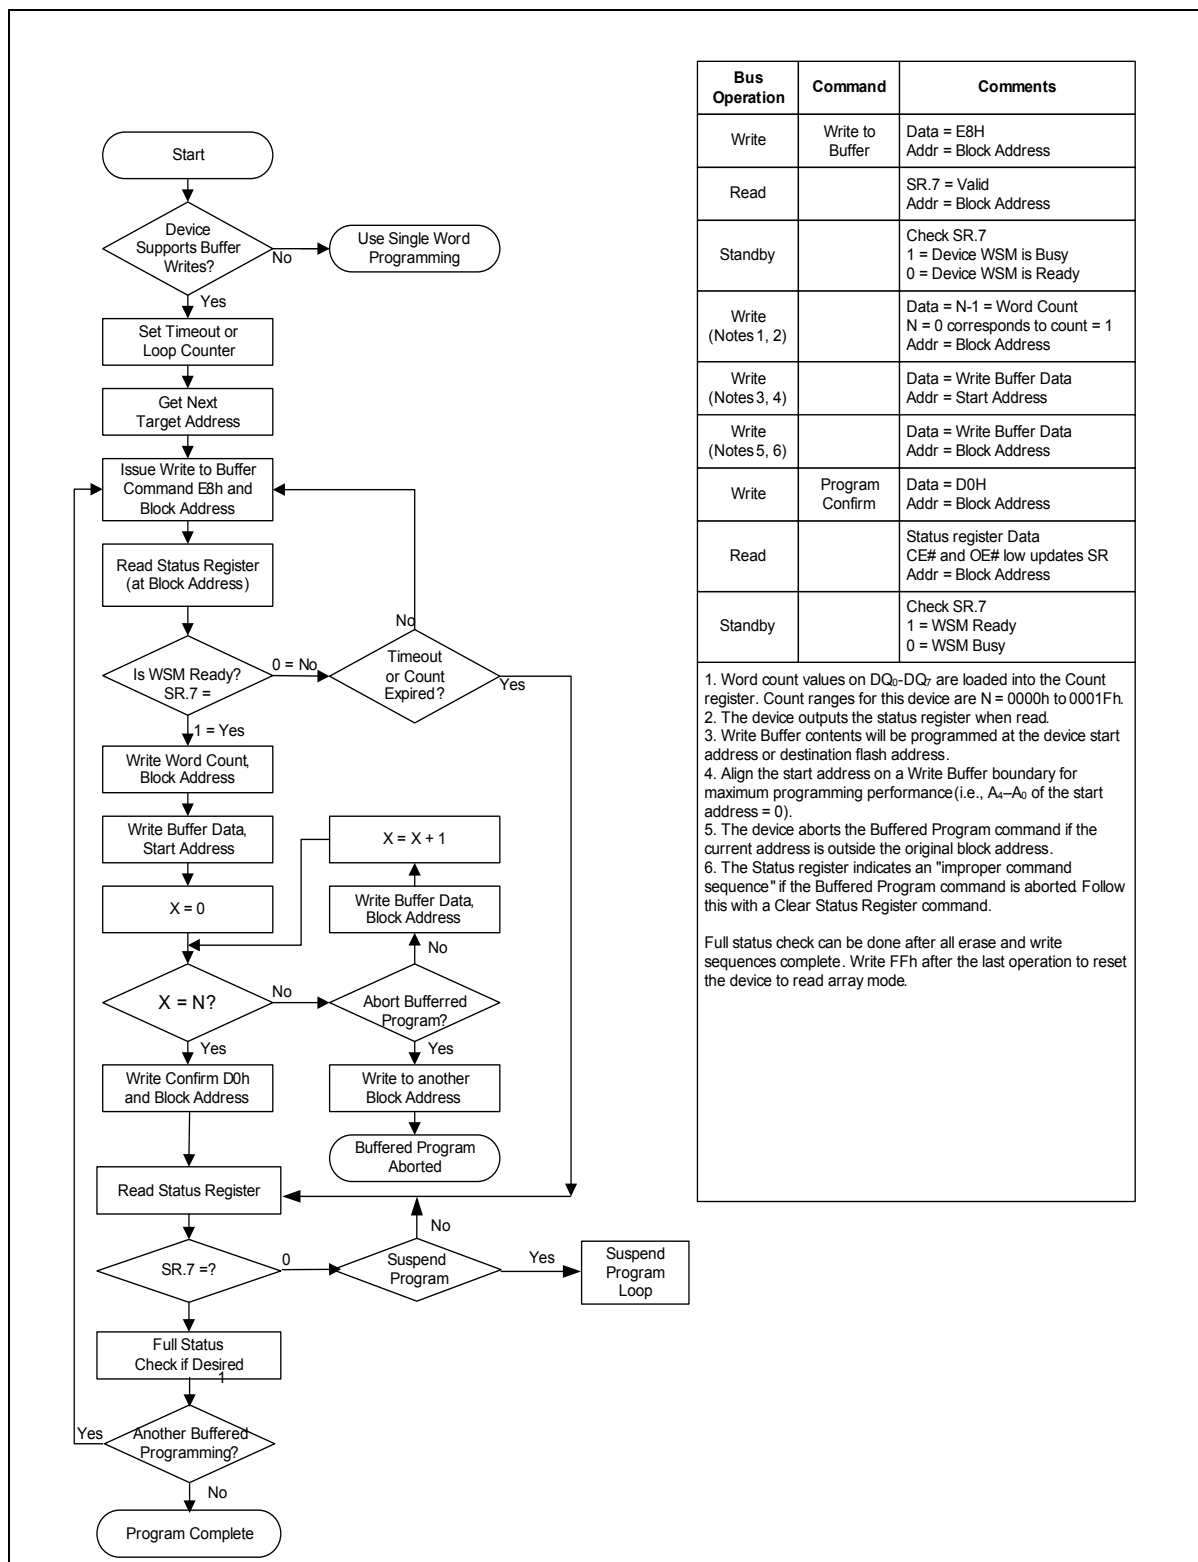 Start
Device
Supports Buffer
Writes?
No
Use Single Word
Programming
Yes
Set Timeout or
Loop Counter
Get Next
Target Address
Issue Write to Buffer
Command E8h and
Block Address
Read Status Register
(at Block Address)
No
Is WSM Ready?
SR.7 =
0 = No
Timeout
or Count
Expired?
Yes
1 = Yes
Write Word Count,
Block Address
Write Buffer Data,
Start Address
X = X + 1
X = 0
Write Buffer Data,
Block Address
No
X = N?
No
Abort Bufferred
Program?
Yes
Yes
Write Confirm D0h
and Block Address
Write to another
Block Address
Buffered Program
Aborted
Read Status Register
No
SR.7 =?
0
Suspend
Program
Yes
Suspend
Program
Loop
Full Status
Check if Desired
1
Yes
Another Buffered
Programming?
No
Program Complete
Bus
Operation
Command
Comments
Write
Write to
Buffer
Data = E8H
Addr = Block Address
Read
SR.7 = Valid
Addr = Block Address
Standby
Check SR.7
1 = Device WSM is Busy
0 = Device WSM is Ready
Write
(Notes 1, 2)
Data = N-1 = Word Count
N = 0 corresponds to count = 1
Addr = Block Address
Write
(Notes 3, 4)
Data = Write Buffer Data
Addr = Start Address
Write
(Notes 5, 6)
Data = Write Buffer Data
Addr = Block Address
Write
Program
Confirm
Data = D0H
Addr = Block Address
Read
Status register Data
CE# and OE# low updates SR
Addr = Block Address
Standby
Check SR.7
1 = WSM Ready
0 = WSM Busy
1. Word count values on DQ0-DQ7 are loaded into the Count
register. Count ranges for this device are N = 0000h to 0001Fh.
2. The device outputs the status register when read.
3. Write Buffer contents will be programmed at the device start
address or destination flash address.
4. Align the start address on a Write Buffer boundary for
maximum programming performance (i.e., A4–A0 of the start
address = 0).
5. The device aborts the Buffered Program command if the
current address is outside the original block address.
6. The Status register indicates an "improper command
sequence" if the Buffered Program command is aborted. Follow
this with a Clear Status Register command.
Full status check can be done after all erase and write
sequences complete. Write FFh after the last operation to reset
the device to read array mode.